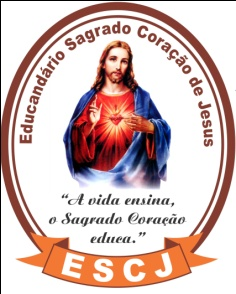 Educandário Sagrado Coração de Jesus
“A vida ensina,
o Sagrado Coração
educa.”
ESCJ